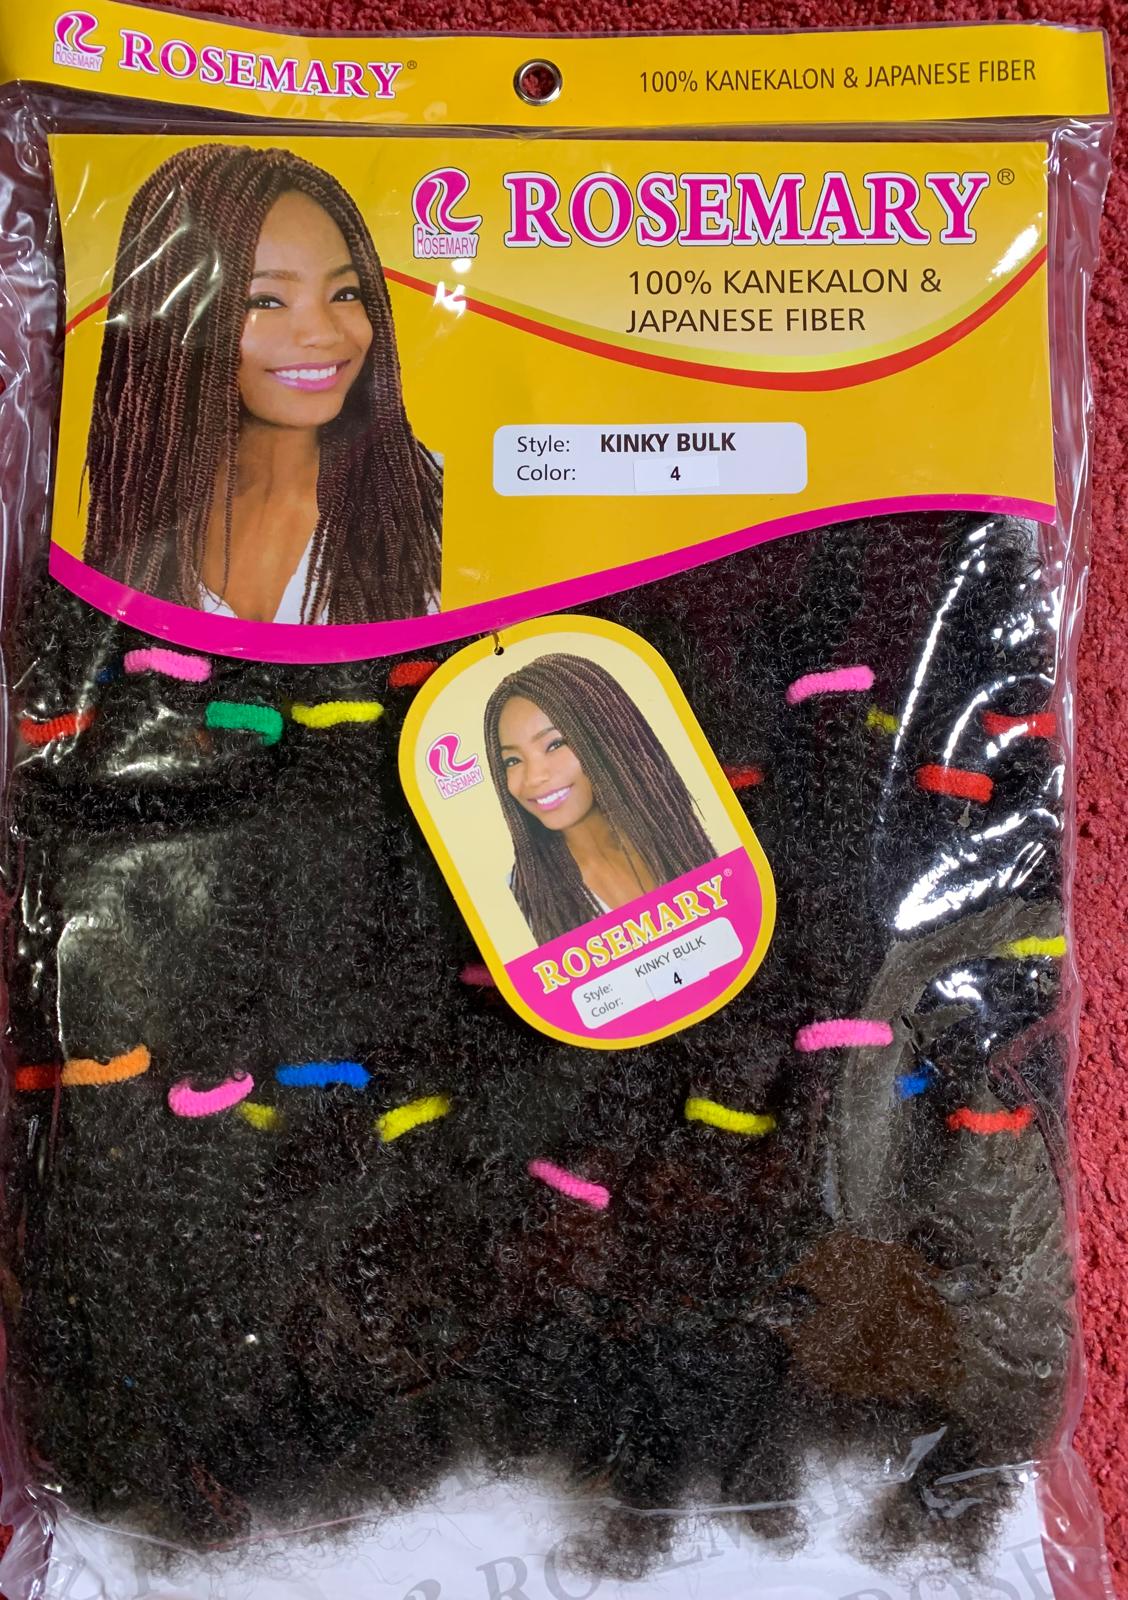 ROSEMARY
ROSEMARY®
100% KANEKALON & JAPANESE FIBER
ROSEMARY
ROSEMARY®
100% KANEKALON &
JAPANESE FIBER
Style: KINKY BULK
Color: 4
ROSEMARY
ROSEMARY®
Style: KINKY BULK
Color: 4